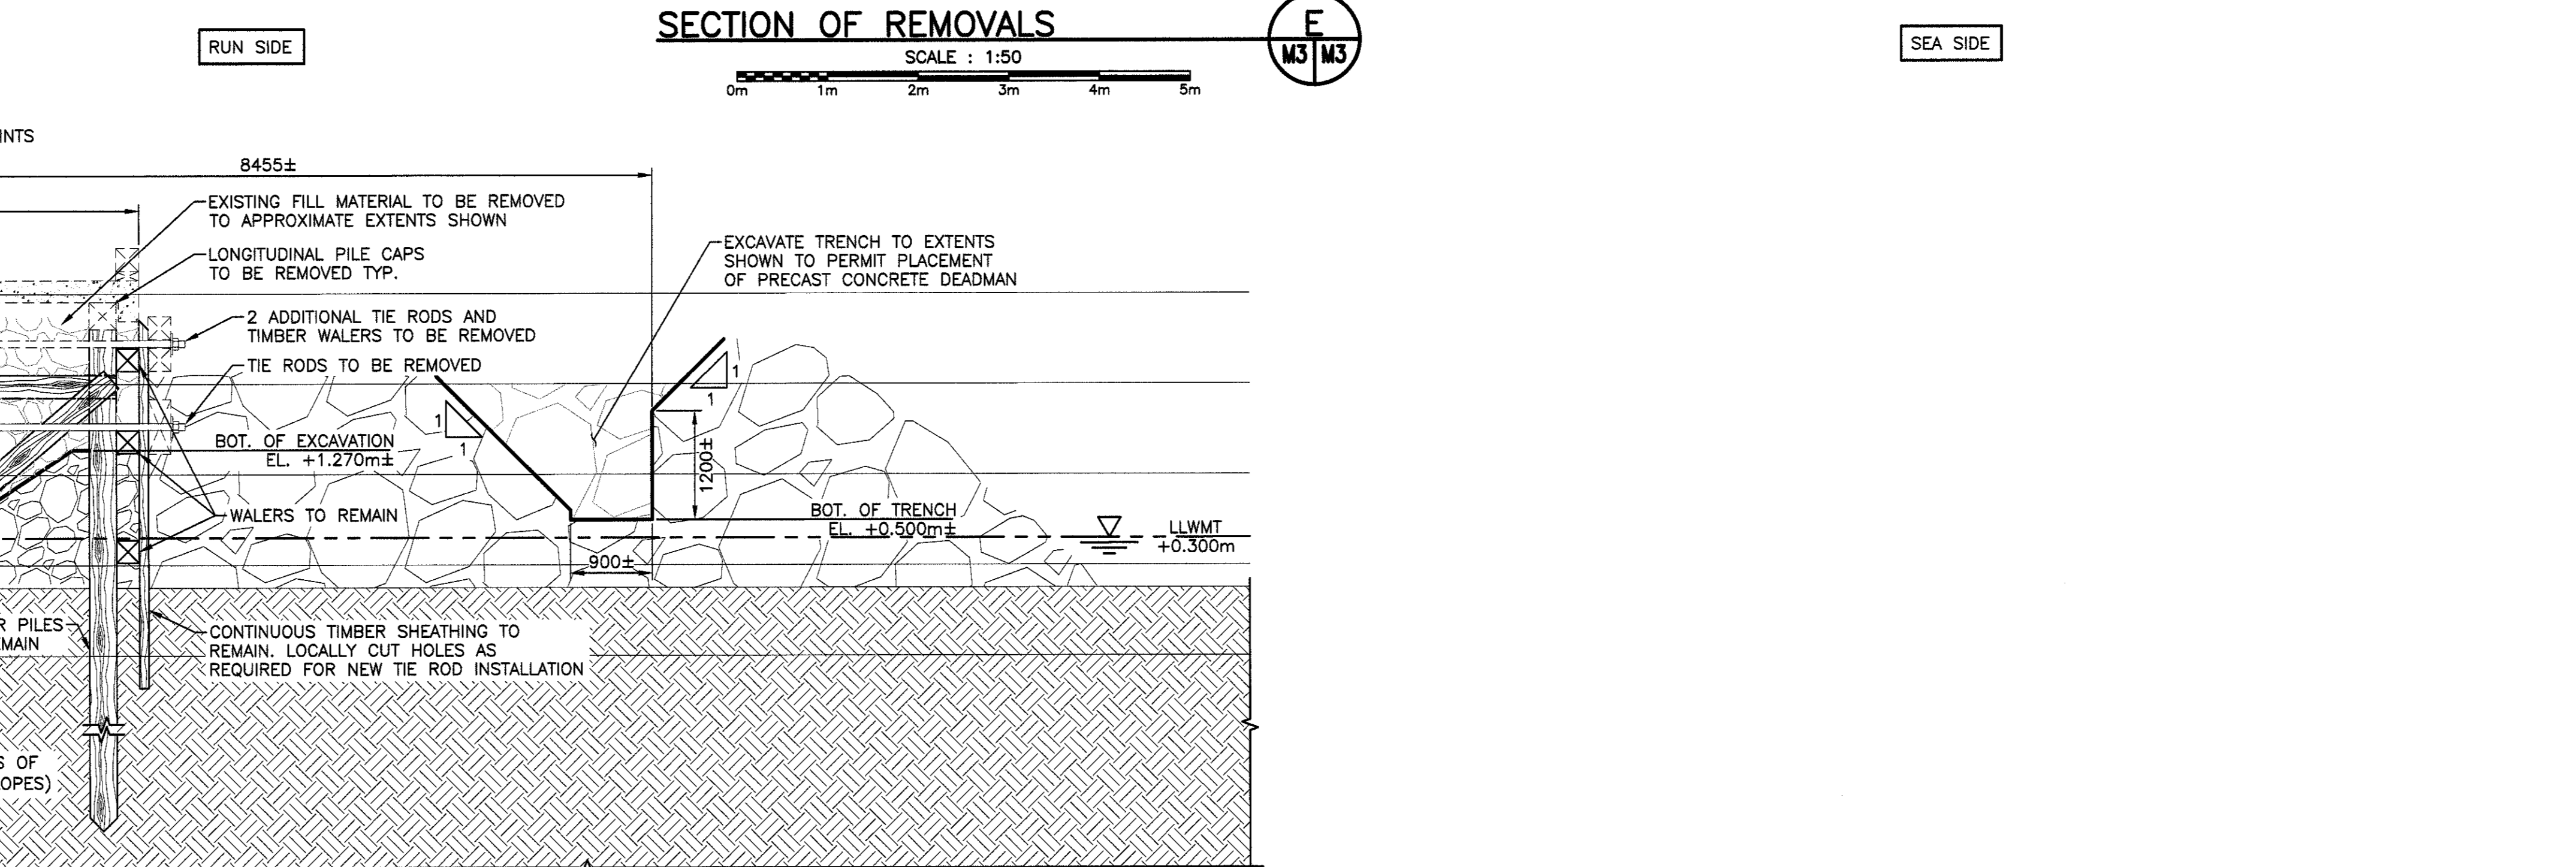 SECTION OF REMOVALS
E
M3 M3
SCALE : 1:50
0m 1m 2m 3m 4m 5m
RUN SIDE
SEA SIDE
INTS
8455±
EXISTING FILL MATERIAL TO BE REMOVED
TO APPROXIMATE EXTENTS SHOWN
LONGITUDINAL PILE CAPS
TO BE REMOVED TYP.
EXCAVATE TRENCH TO EXTENTS
SHOWN TO PERMIT PLACEMENT
OF PRECAST CONCRETE DEADMAN
2 ADDITIONAL TIE RODS AND
TIMBER WALERS TO BE REMOVED
TIE RODS TO BE REMOVED
1
1
1
1
1200±
BOT. OF EXCAVATION
EL. +1.270m±
WALERS TO REMAIN
BOT. OF TRENCH
EL. +0.500m±
LLWMT
+0.300m
900±
R PILES
EMAIN
CONTINUOUS TIMBER SHEATHING TO
REMAIN. LOCALLY CUT HOLES AS
REQUIRED FOR NEW TIE ROD INSTALLATION
S OF
OPES)